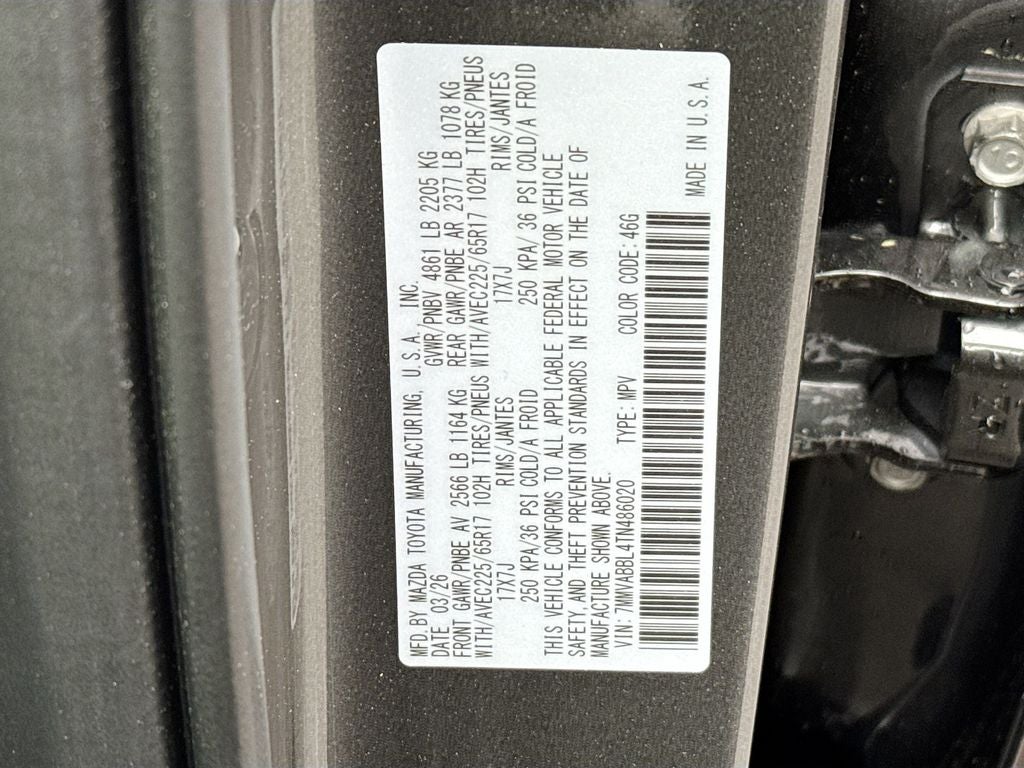 MFD.BY MAZDA TOYOTA MANUFACTURING, U.S.A., INC.
DATE 03/26 GVWR/PNBV 4861 LB 2205 KG
FRONT GAWR/PNBE AV 2566 LB 1164 KG REAR GAWR/PNBE AR 2377 LB 1078 KG
WITH/AVEC225/65R17 102H TIRES/PNEUS WITH/AVEC225/65R17 102H TIRES/PNEUS
17X7J RIMS/JANTES 17X7J RIMS/JANTES
250 KPA/36 PSI COLD/A FROID 250 KPA/36 PSI COLD/A FROID
THIS VEHICLE CONFORMS TO ALL APPLICABLE FEDERAL MOTOR VEHICLE
SAFETY, AND THEFT PREVENTION STANDARDS IN EFFECT ON THE DATE OF
MANUFACTURE SHOWN ABOVE.
VIN: 7MMVABBL4TN486020 TYPE: MPV COLOR CODE: 46G
MADE IN U.S.A.